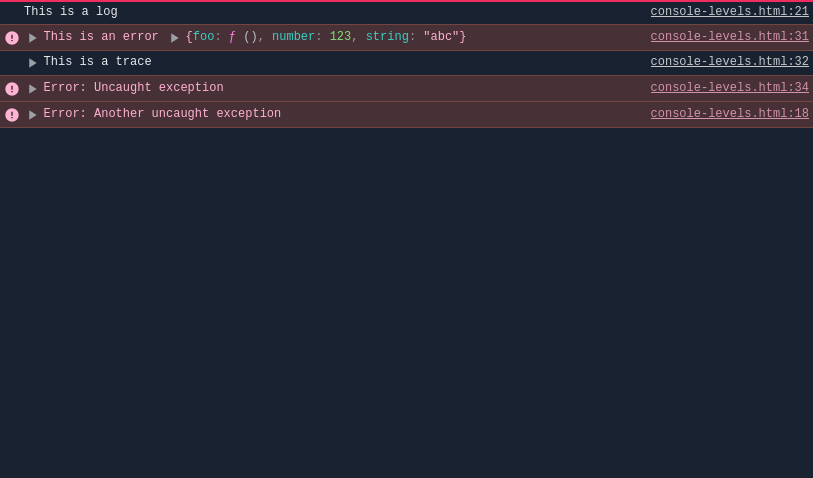 This is a log console-levels.html:21
This is an error {foo: ƒ (), number: 123, string: "abc"} console-levels.html:31
This is a trace console-levels.html:32
Error: Uncaught exception console-levels.html:34
Error: Another uncaught exception console-levels.html:18